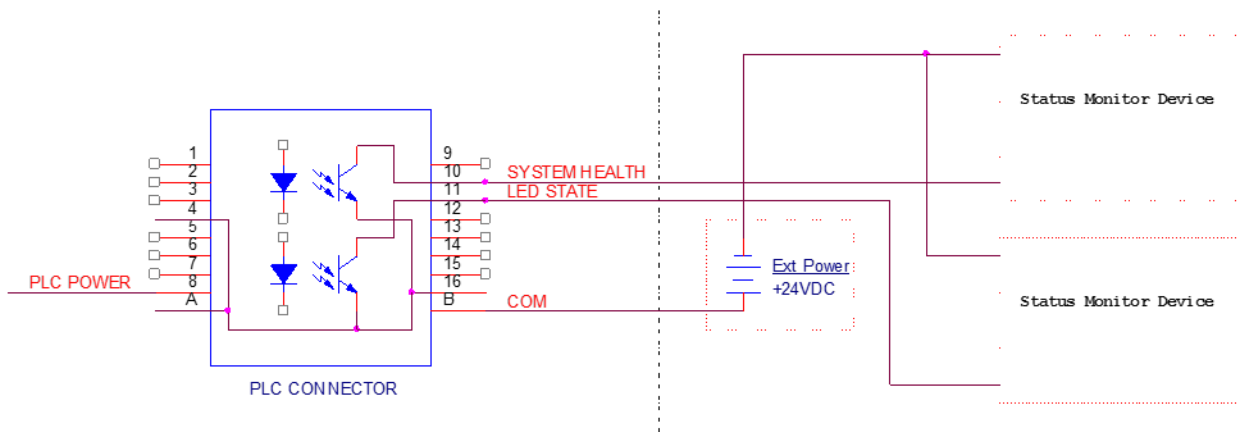 Status Monitor Device
1
2
3
4
5
6
7
8
A
9
10
11
12
13
14
15
16
B
SYSTEM HEALTH
LED STATE
PLC POWER
COM
Ext Power
+24VDC
Status Monitor Device
PLC CONNECTOR